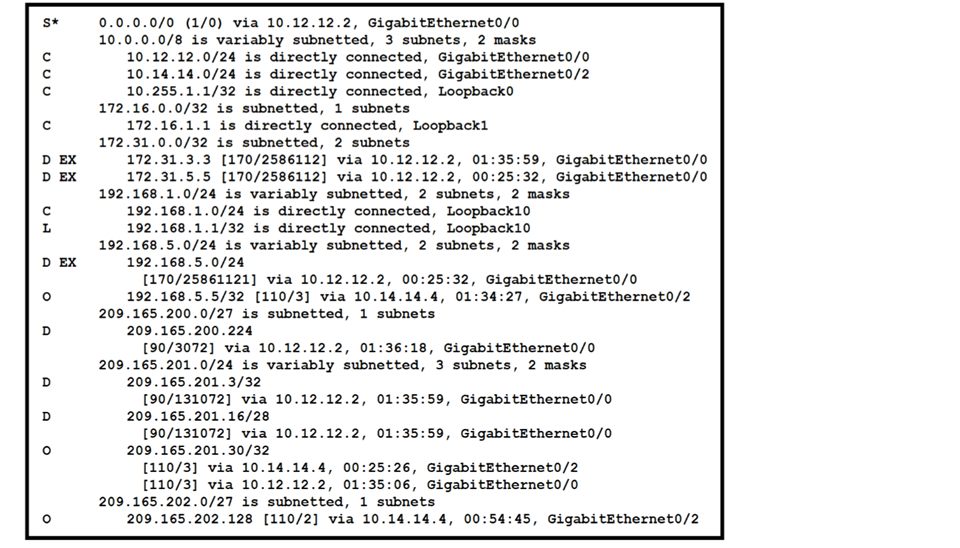 S* 0.0.0.0/0 (1/0) via 10.12.12.2, GigabitEthernet0/0
10.0.0.0/8 is variably subnetted, 3 subnets, 2 masks
C 10.12.12.0/24 is directly connected, GigabitEthernet0/0
C 10.14.14.0/24 is directly connected, GigabitEthernet0/2
C 10.255.1.1/32 is directly connected, Loopback0
172.16.0.0/32 is subnetted, 1 subnets
C 172.16.1.1 is directly connected, Loopback1
172.31.0.0/32 is subnetted, 2 subnets
D EX 172.31.3.3 [170/2586112] via 10.12.12.2, 01:35:59, GigabitEthernet0/0
D EX 172.31.5.5 [170/2586112] via 10.12.12.2, 00:25:32, GigabitEthernet0/0
192.168.1.0/24 is variably subnetted, 2 subnets, 2 masks
C 192.168.1.0/24 is directly connected, Loopback10
L 192.168.1.1/32 is directly connected, Loopback10
192.168.5.0/24 is variably subnetted, 2 subnets, 2 masks
D EX 192.168.5.0/24
[170/25861121] via 10.12.12.2, 00:25:32, GigabitEthernet0/0
O 192.168.5.5/32 [110/3] via 10.14.14.4, 01:34:27, GigabitEthernet0/2
209.165.200.0/27 is subnetted, 1 subnets
D 209.165.200.224
[90/3072] via 10.12.12.2, 01:36:18, GigabitEthernet0/0
209.165.201.0/24 is variably subnetted, 3 subnets, 2 masks
D 209.165.201.3/32
[90/131072] via 10.12.12.2, 01:35:59, GigabitEthernet0/0
D 209.165.201.16/28
[90/131072] via 10.12.12.2, 01:35:59, GigabitEthernet0/0
O 209.165.201.30/32
[110/3] via 10.14.14.4, 00:25:26, GigabitEthernet0/2
[110/3] via 10.12.12.2, 01:35:06, GigabitEthernet0/0
209.165.202.0/27 is subnetted, 1 subnets
O 209.165.202.128 [110/2] via 10.14.14.4, 00:54:45, GigabitEthernet0/2